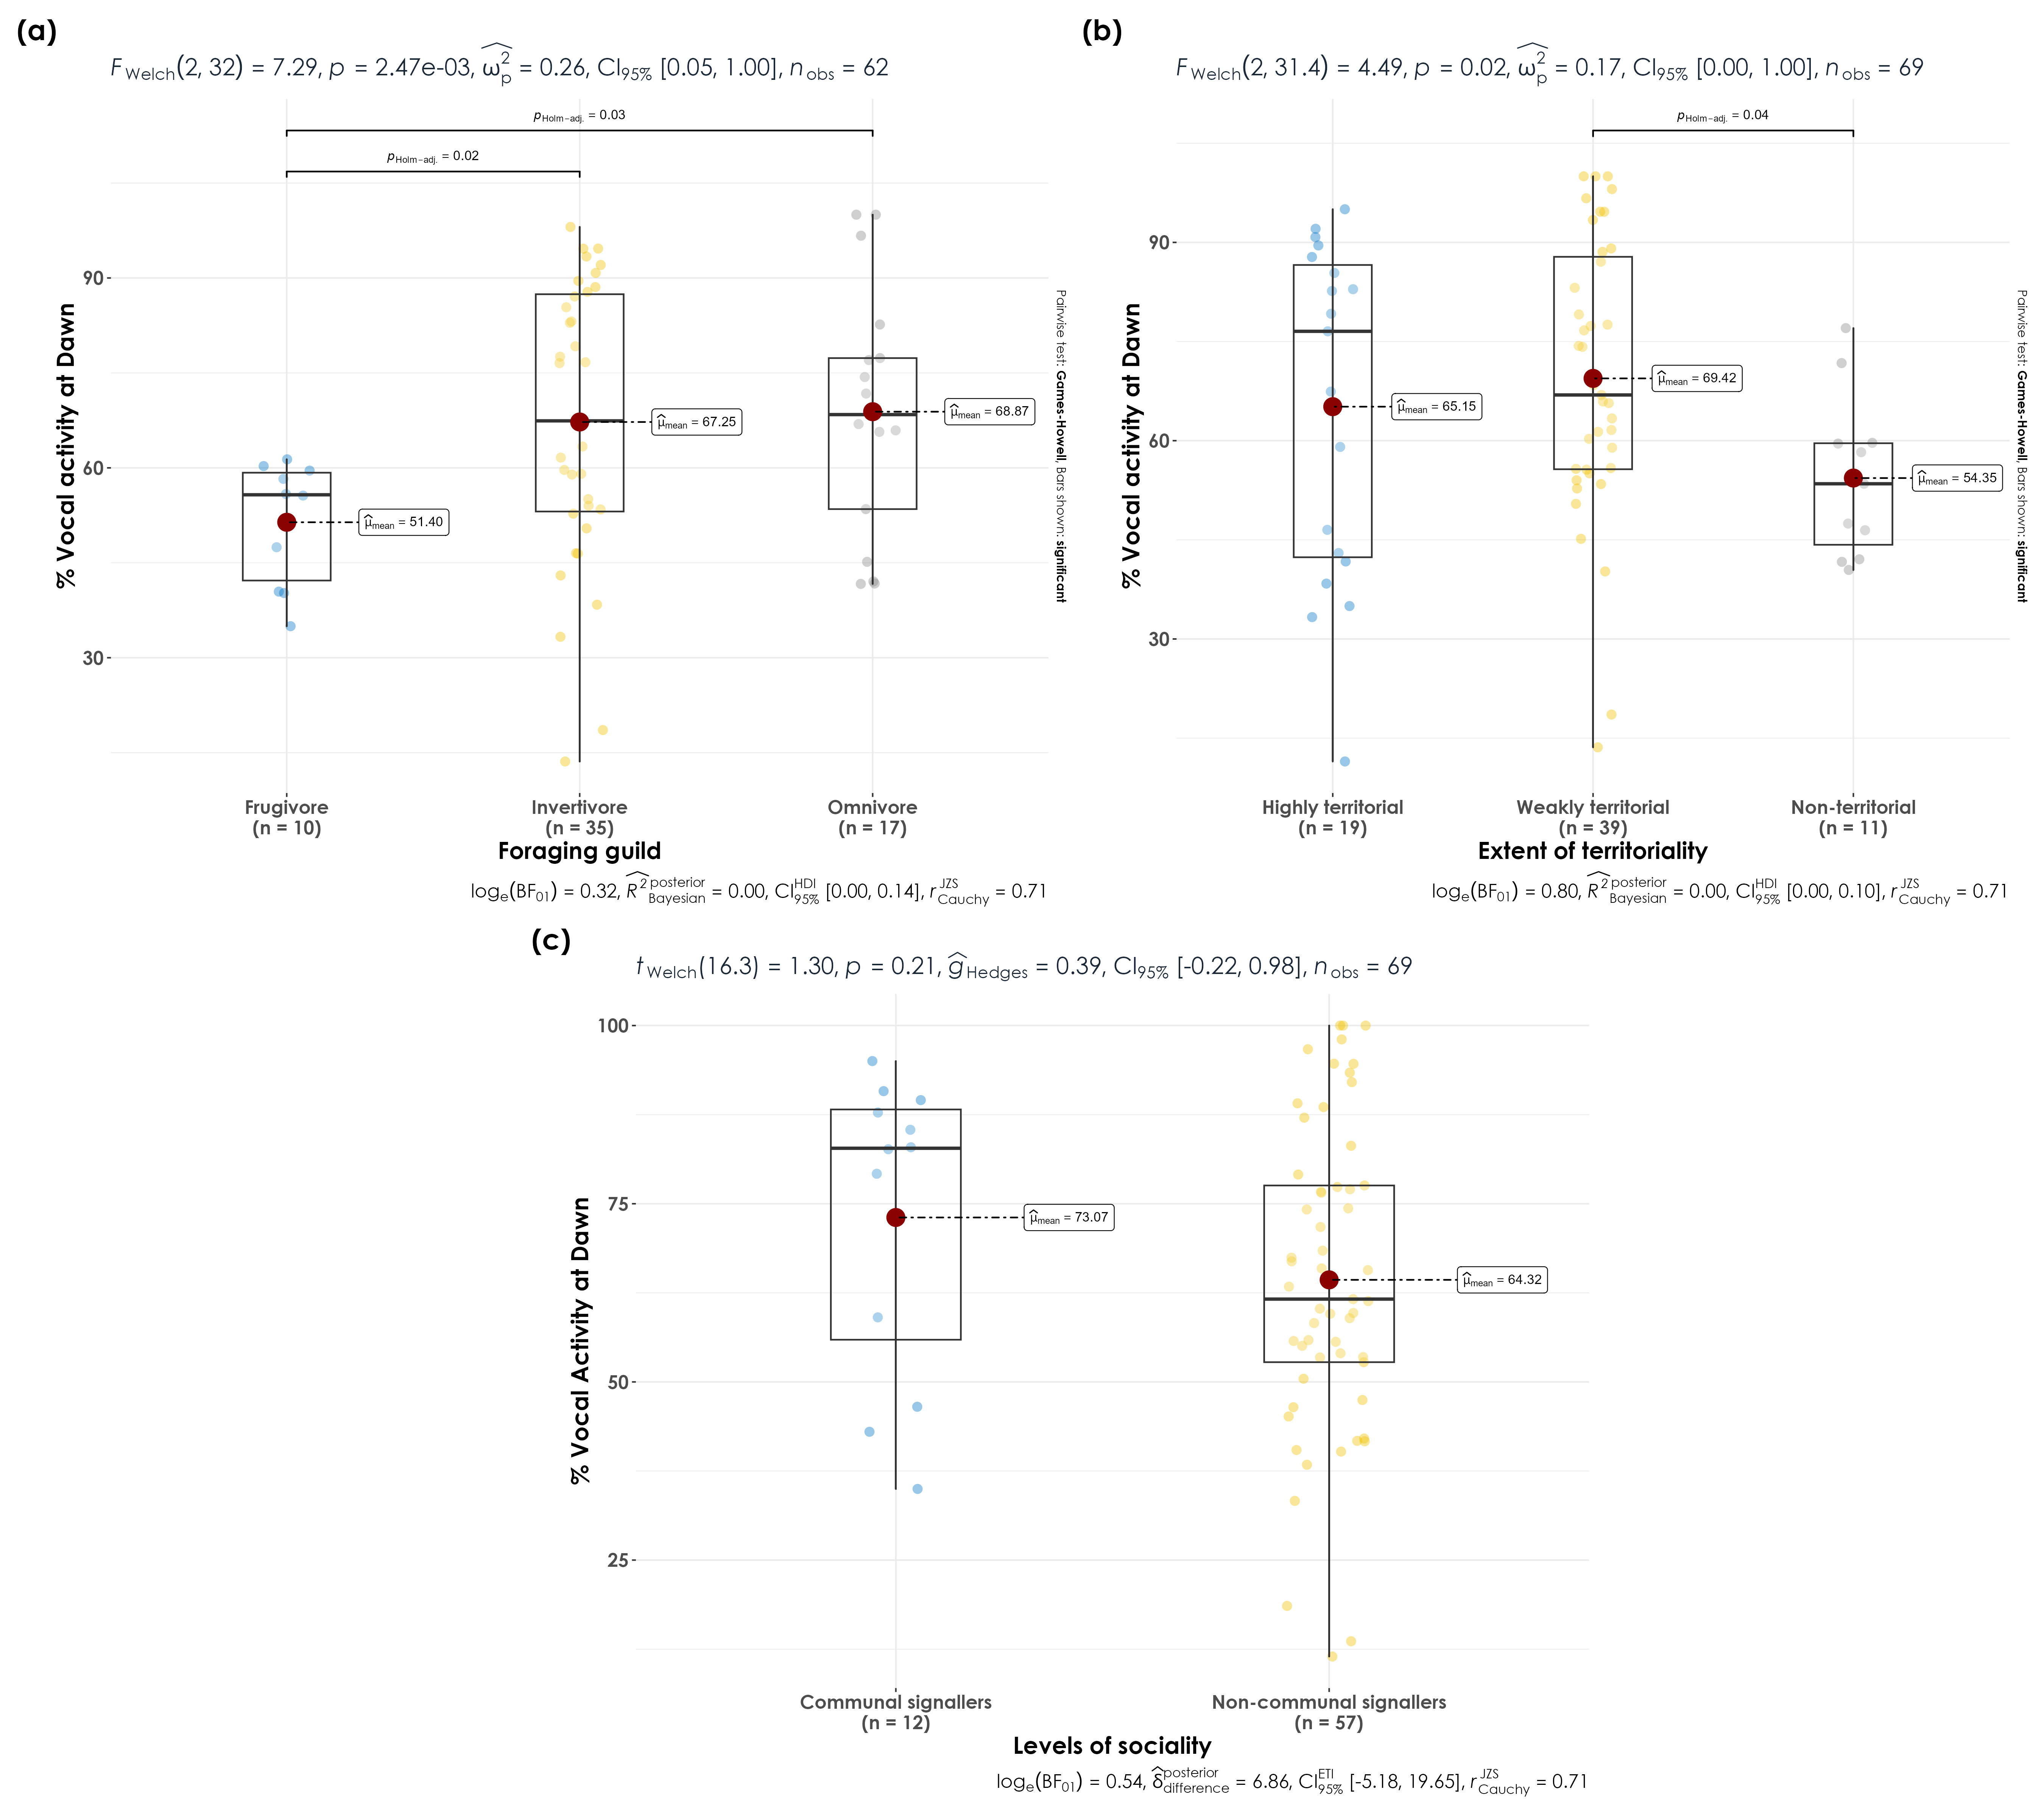 (a)
F Welch(2, 32) = 7.29, p = 2.47e-03, ω̂²p = 0.26, CI95% [0.05, 1.00], nobs = 62
pHolm-adj. = 0.03
pHolm-adj. = 0.02
% Vocal activity at Dawn
90
60
30
μ̂mean = 51.40
μ̂mean = 67.25
μ̂mean = 68.87
Pairwise test: Games-Howell, Bars shown: significant
Frugivore
(n = 10)
Invertivore
(n = 35)
Omnivore
(n = 17)
Foraging guild
loge(BF01) = 0.32, R̂² posterior Bayesian = 0.00, CI HDI 95% [0.00, 0.14], r JZS Cauchy = 0.71
(b)
F Welch(2, 31.4) = 4.49, p = 0.02, ω̂²p = 0.17, CI95% [0.00, 1.00], nobs = 69
pHolm-adj. = 0.04
% Vocal activity at Dawn
90
60
30
μ̂mean = 65.15
μ̂mean = 69.42
μ̂mean = 54.35
Pairwise test: Games-Howell, Bars shown: significant
Highly territorial
(n = 19)
Weakly territorial
(n = 39)
Non-territorial
(n = 11)
Extent of territoriality
loge(BF01) = 0.80, R̂² posterior Bayesian = 0.00, CI HDI 95% [0.00, 0.10], r JZS Cauchy = 0.71
(c)
t Welch(16.3) = 1.30, p = 0.21, ĝHedges = 0.39, CI95% [-0.22, 0.98], nobs = 69
% Vocal Activity at Dawn
100
75
50
25
μ̂mean = 73.07
μ̂mean = 64.32
Communal signallers
(n = 12)
Non-communal signallers
(n = 57)
Levels of sociality
loge(BF01) = 0.54, δ̂ posterior difference = 6.86, CI ETI 95% [-5.18, 19.65], r JZS Cauchy = 0.71